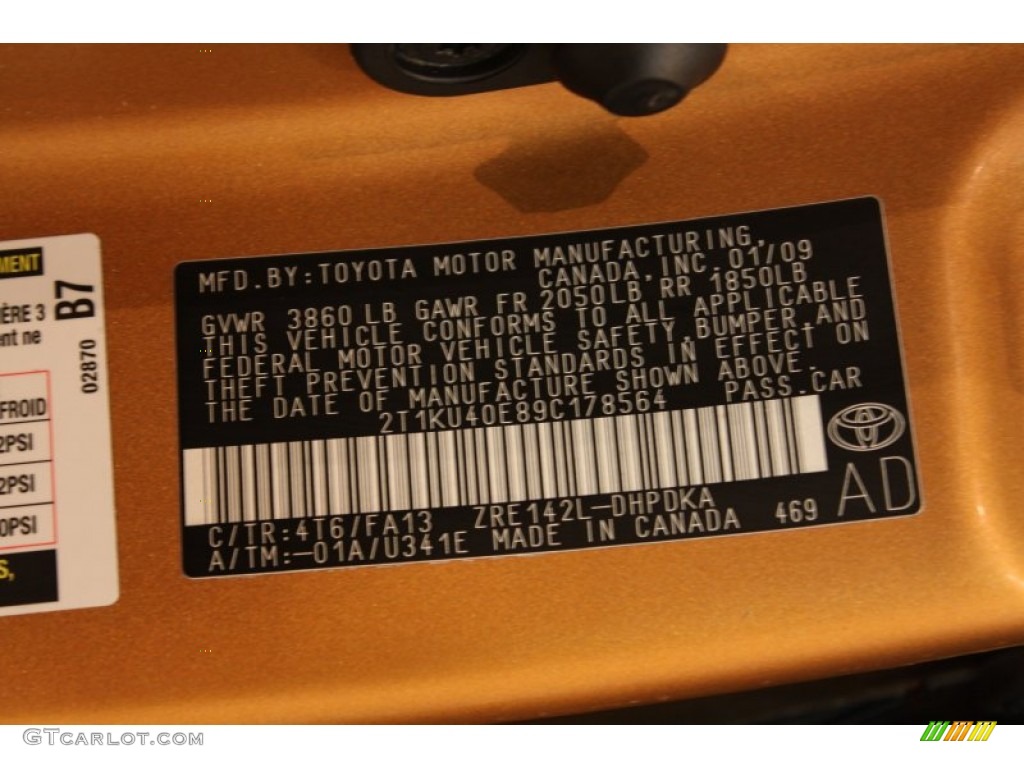 MENT
IÈRE 3
ent ne
B7
02870
FROID
2PSI
2PSI
0PSI
S,
MFD.BY:TOYOTA MOTOR MANUFACTURING,
CANADA,INC.01/09
GVWR 3860 LB GAWR FR 2050LB RR 1850LB
THIS VEHICLE CONFORMS TO ALL APPLICABLE
FEDERAL MOTOR VEHICLE SAFETY,BUMPER,AND
THEFT PREVENTION STANDARDS IN EFFECT ON
THE DATE OF MANUFACTURE SHOWN ABOVE.
2T1KU40E89C178564 PASS.CAR
C/TR:4T6/FA13 ZRE142L-DHPDKA
A/TM:-01A/U341E MADE IN CANADA 469
AD
GTCARLOT.COM